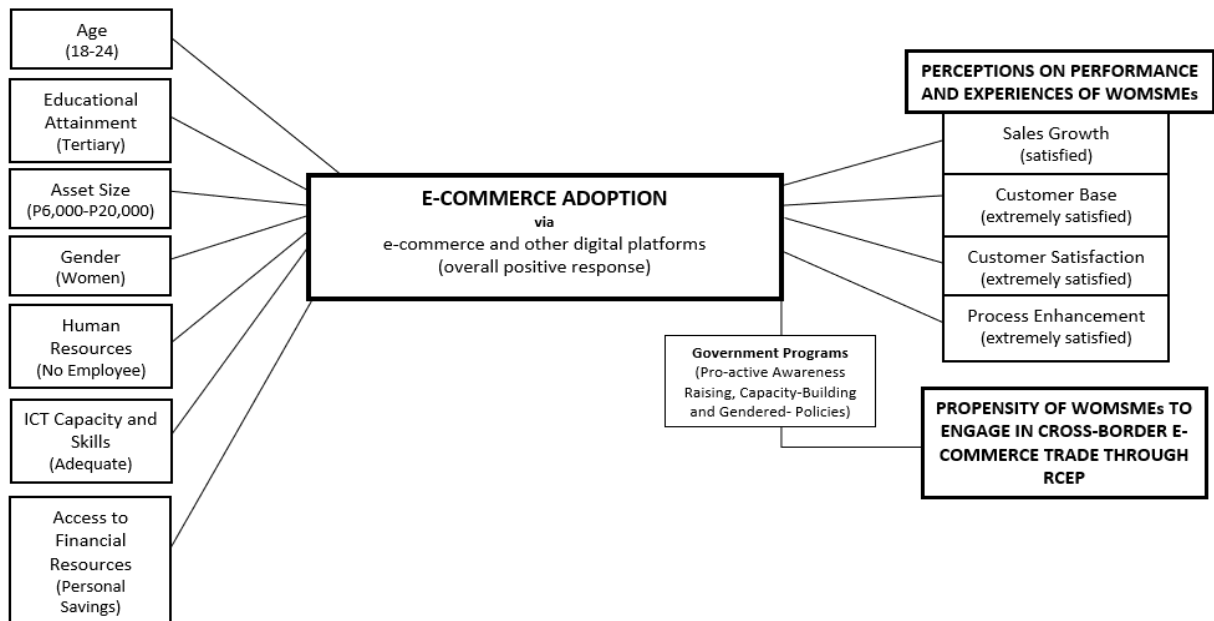 Age
(18-24)
Educational
Attainment
(Tertiary)
Asset Size
(P6,000-P20,000)
Gender
(Women)
Human
Resources
(No Employee)
ICT Capacity and
Skills
(Adequate)
Access to
Financial
Resources
(Personal
Savings)
E-COMMERCE ADOPTION
via
e-commerce and other digital platforms
(overall positive response)
Government Programs
(Pro-active Awareness
Raising, Capacity-Building
and Gendered- Policies)
PERCEPTIONS ON PERFORMANCE
AND EXPERIENCES OF WOMSMEs
Sales Growth
(satisfied)
Customer Base
(extremely satisfied)
Customer Satisfaction
(extremely satisfied)
Process Enhancement
(extremely satisfied)
PROPENSITY OF WOMSMEs TO
ENGAGE IN CROSS-BORDER E-
COMMERCE TRADE THROUGH
RCEP